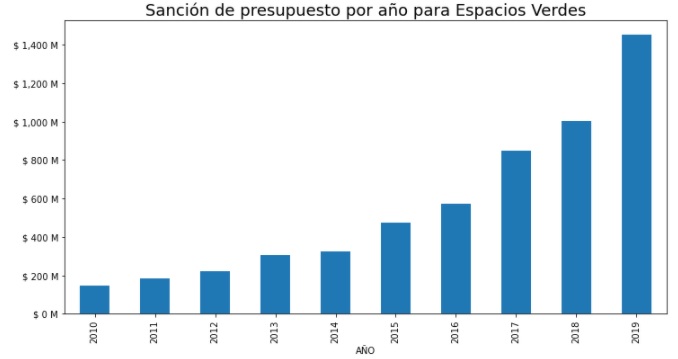 Sanción de presupuesto por año para Espacios Verdes
$ 1,400 M
$ 1,200 M
$ 1,000 M
$ 800 M
$ 600 M
$ 400 M
$ 200 M
$ 0 M
2010 2011 2012 2013 2014 2015 2016 2017 2018 2019
AÑO